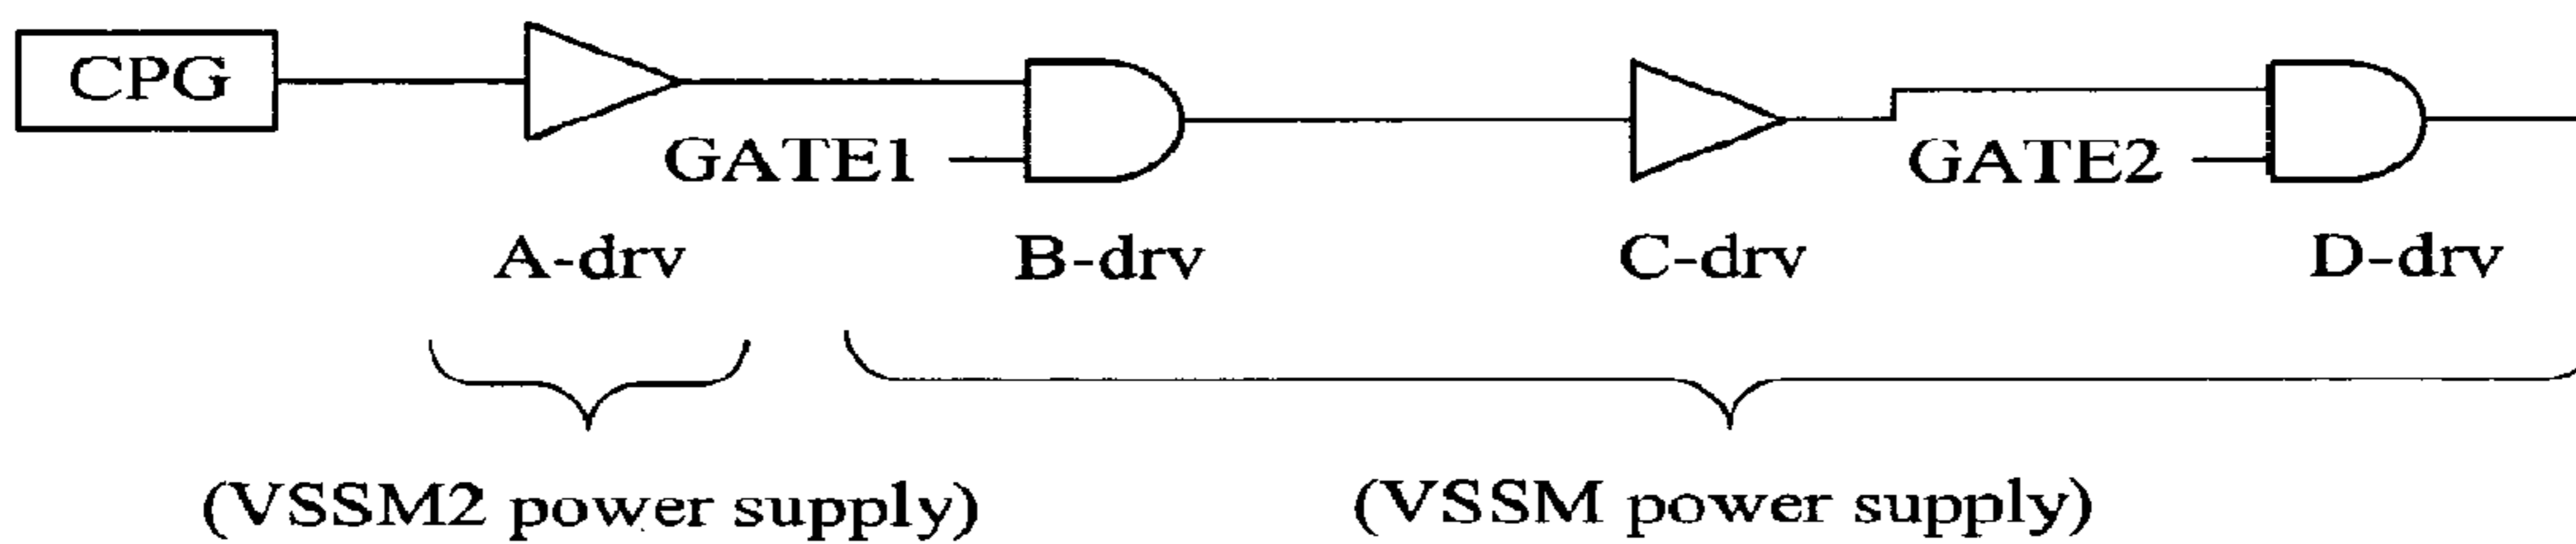 CPG
GATE1
GATE2
A-drv
B-drv
C-drv
D-drv
(VSSM2 power supply)
(VSSM power supply)